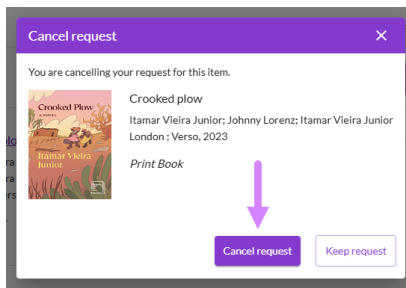 Cancel request
You are cancelling your request for this item.
Crooked Plow
A NOVEL
Itamar Vieira
Junior
Crooked plow
Itamar Vieira Junior; Johnny Lorenz; Itamar Vieira Junior
London ; Verso, 2023
Print Book
Cancel request
Keep request